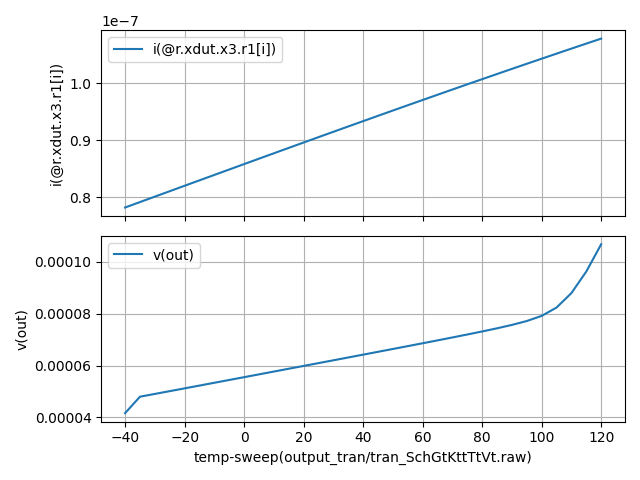 1e−7
i(@r.xdut.x3.r1[i])
i(@r.xdut.x3.r1[i])
1.0
0.9
0.8
v(out)
v(out)
0.00010
0.00008
0.00006
0.00004
−40 −20 0 20 40 60 80 100 120
temp-sweep(output_tran/tran_SchGtKttTtVt.raw)